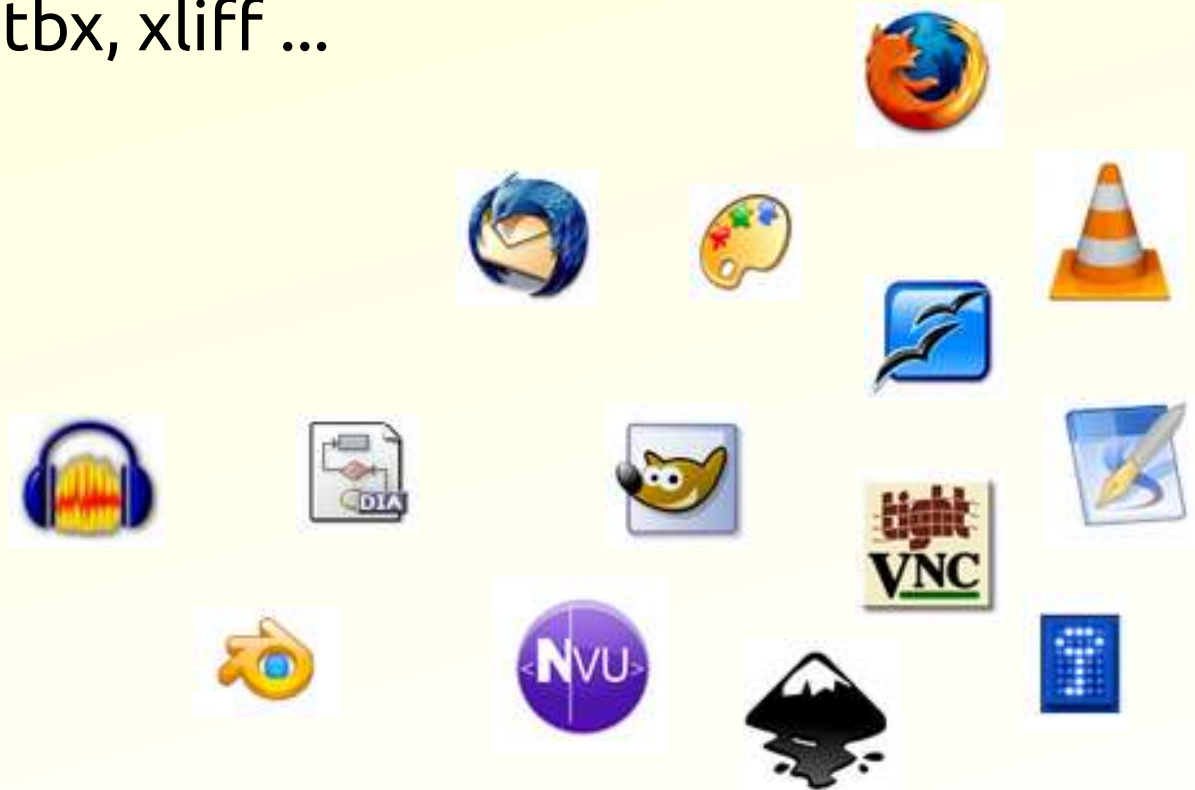 tbx, xliff ...
DIA
tight
VNC
<NVU>